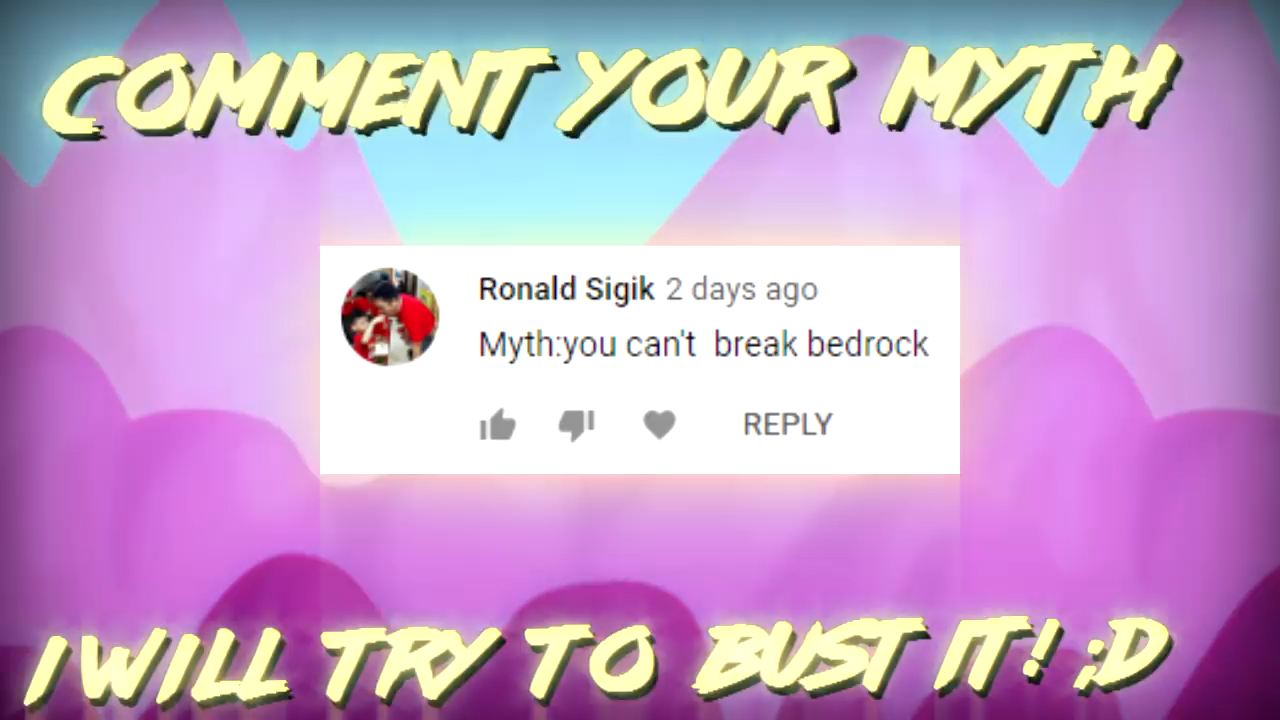 COMMENT YOUR MYTH
Ronald Sigik 2 days ago
Myth:you can't  break bedrock
REPLY
I WILL TRY TO BUST IT! ;D